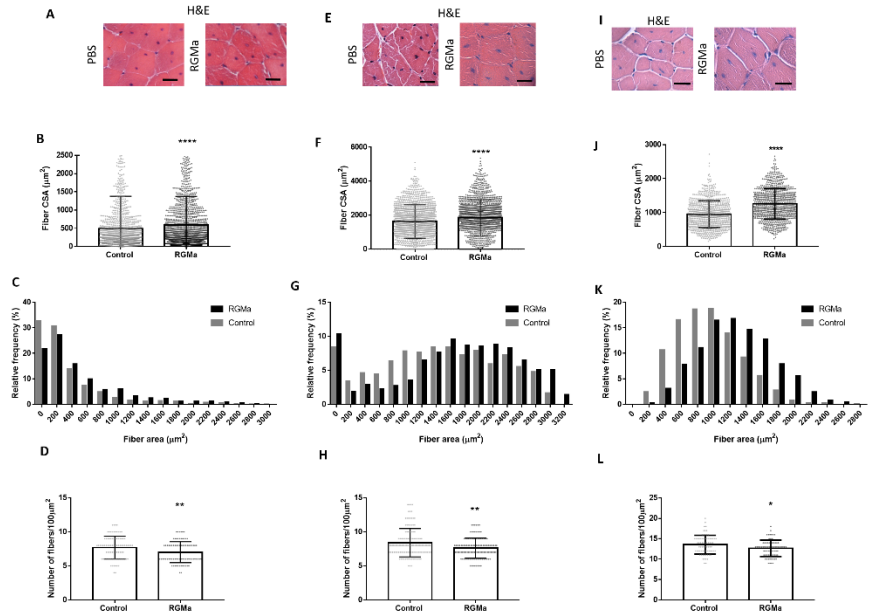 A
H&E
PBS
RGMa
E
H&E
PBS
RGMa
I
H&E
PBS
RGMa
B
****
Fiber CSA (µm²)
2500
2000
1500
1000
500
0
Control
RGMa
F
****
Fiber CSA (µm²)
6000
4000
2000
0
Control
RGMa
J
****
Fiber CSA (µm²)
3000
2000
1000
0
Control
RGMa
C
RGMa
Control
Relative frequency (%)
40
30
20
10
0
0 200 400 600 800 1000 1200 1400 1600 1800 2000 2200 2400 2600 2800 3000
Fiber area (µm²)
G
RGMa
Control
Relative frequency (%)
15
10
5
0
0 200 400 600 800 1000 1200 1400 1600 1800 2000 2200 2400 2600 2800 3000 3200
Fiber area (µm²)
K
RGMa
Control
Relative frequency (%)
20
15
10
5
0
0 200 400 600 800 1000 1200 1400 1600 1800 2000 2200 2400 2600 2800
Fiber area (µm²)
D
**
Number of fibers/100µm²
15
10
5
0
Control
RGMa
H
**
Number of fibers/100µm²
15
10
5
0
Control
RGMa
L
*
Number of fibers/100µm²
20
15
10
5
0
Control
RGMa